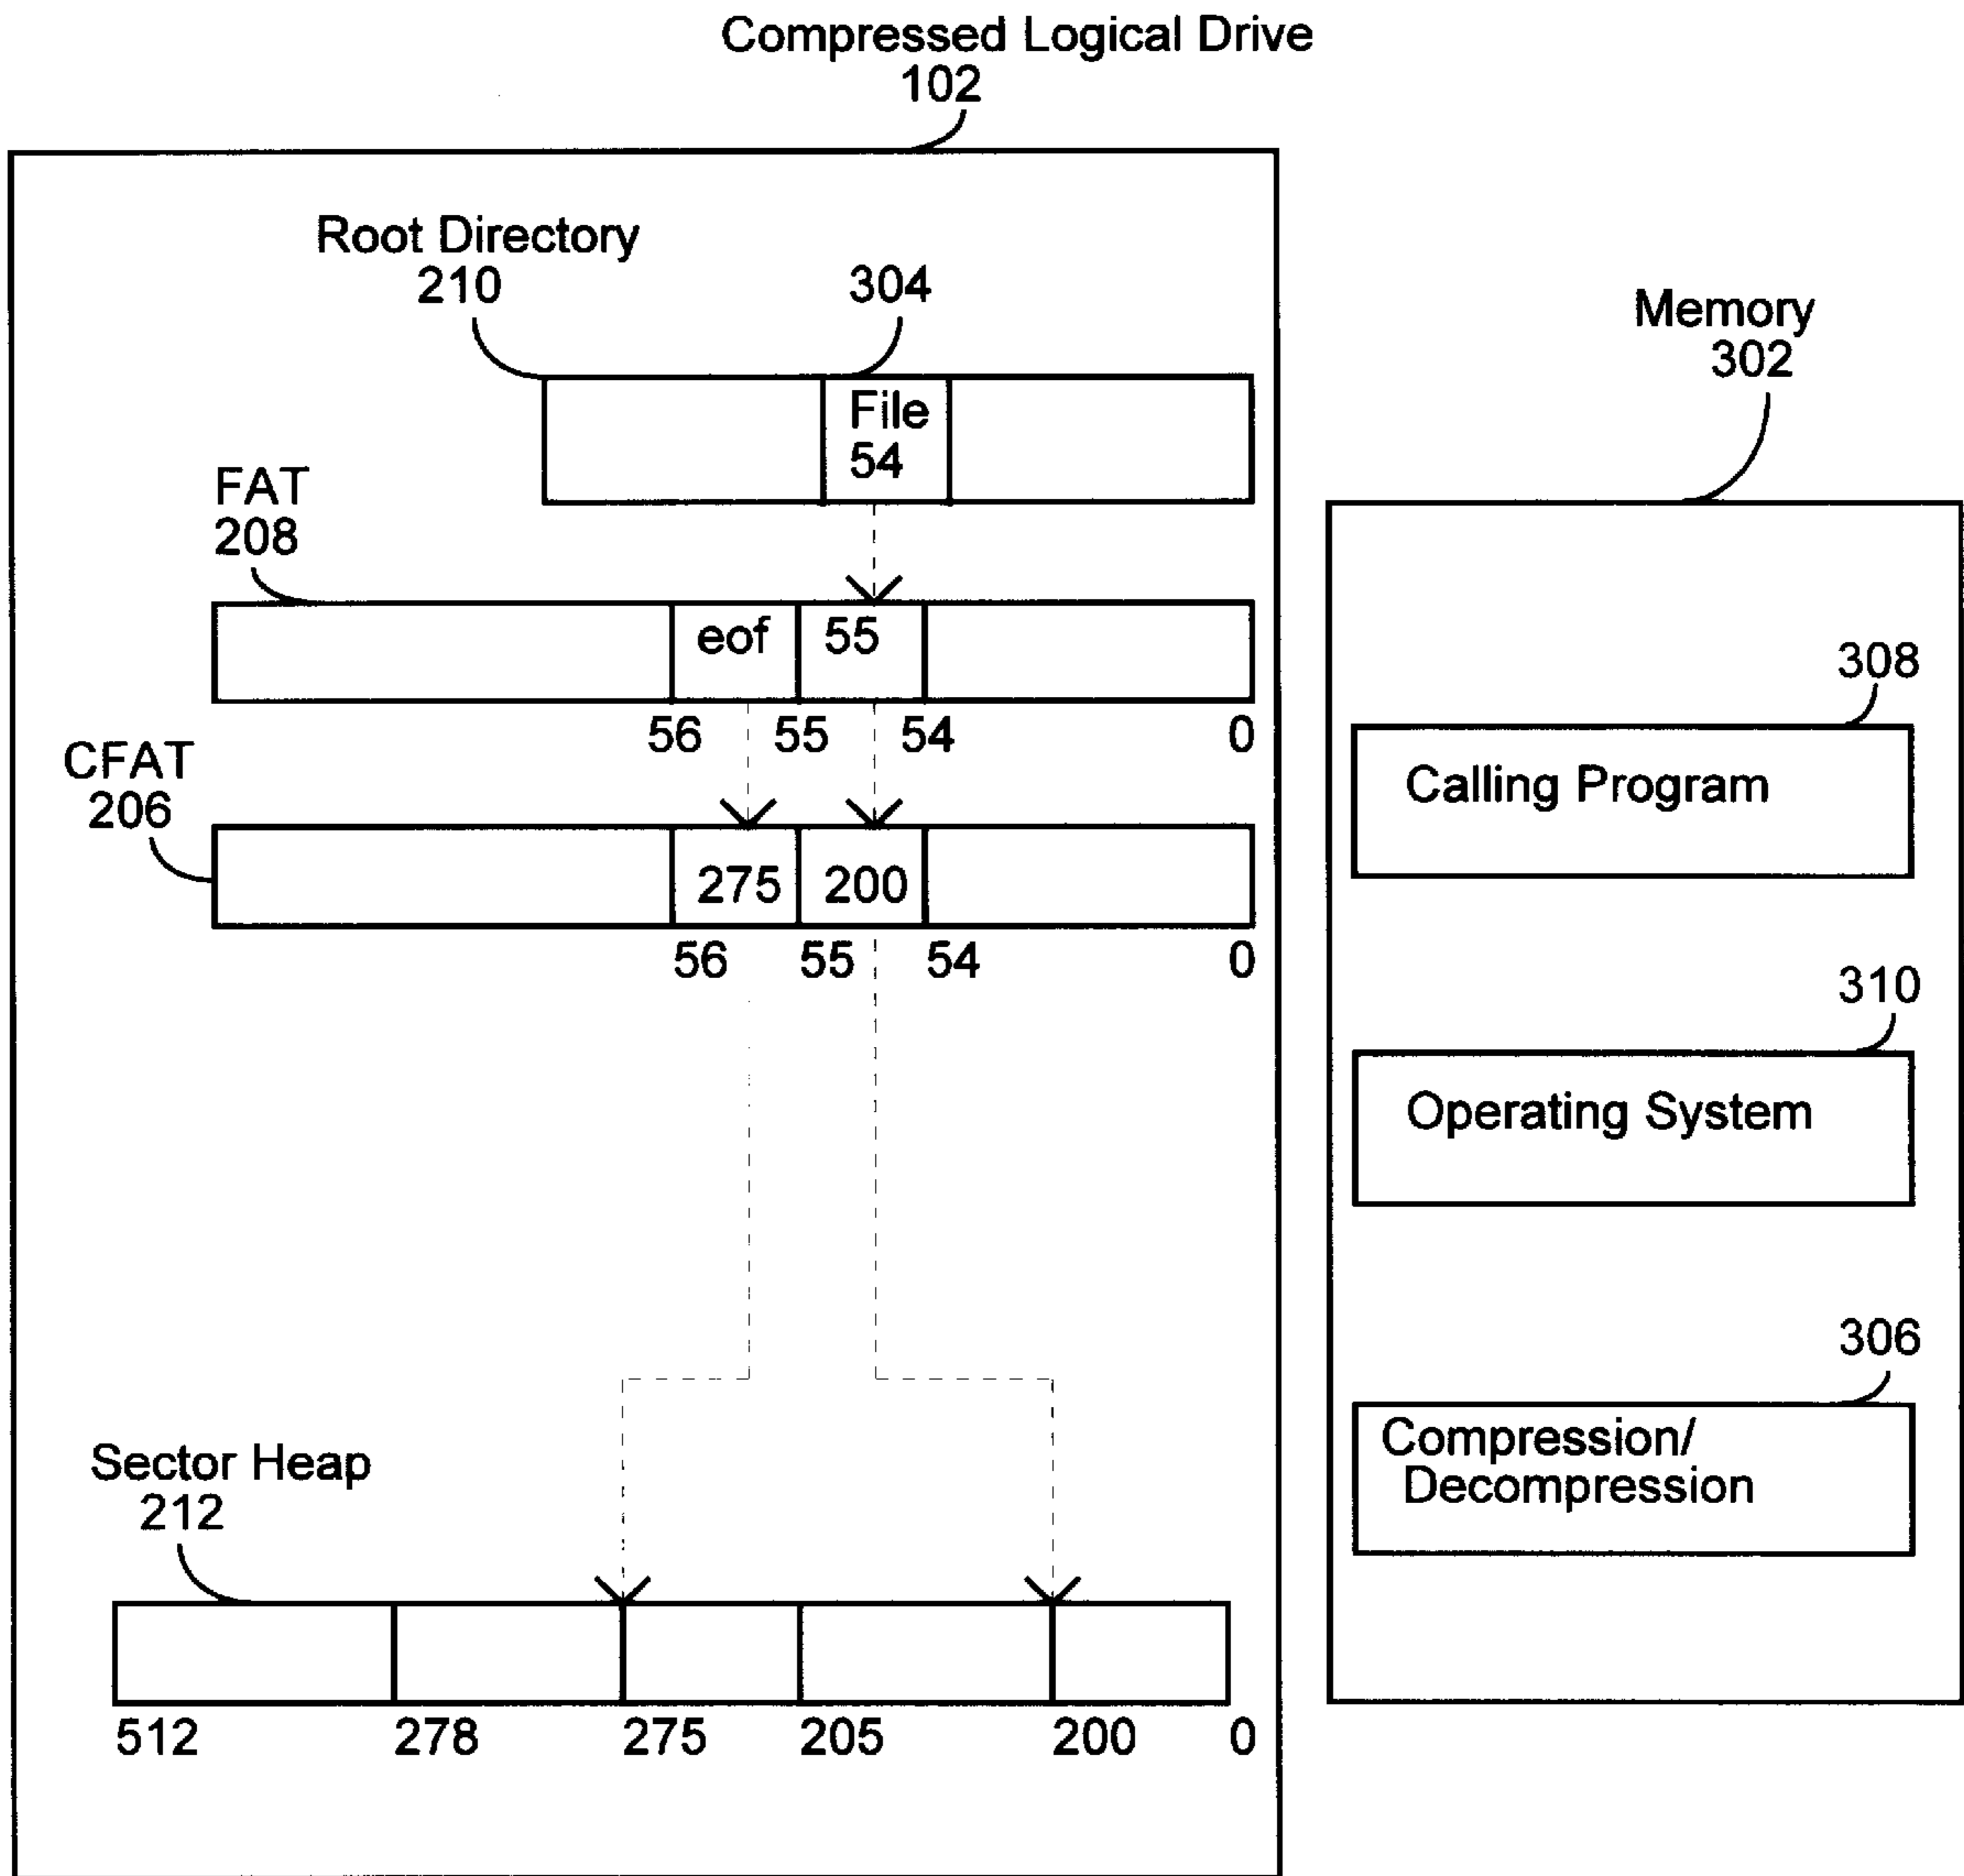 Compressed Logical Drive
102
Root Directory
210
304
Memory
302
File
54
FAT
208
eof
55
56
55
54
0
308
CFAT
206
Calling Program
275
200
56
55
54
0
310
Operating System
306
Compression/
Decompression
Sector Heap
212
512
278
275
205
200
0